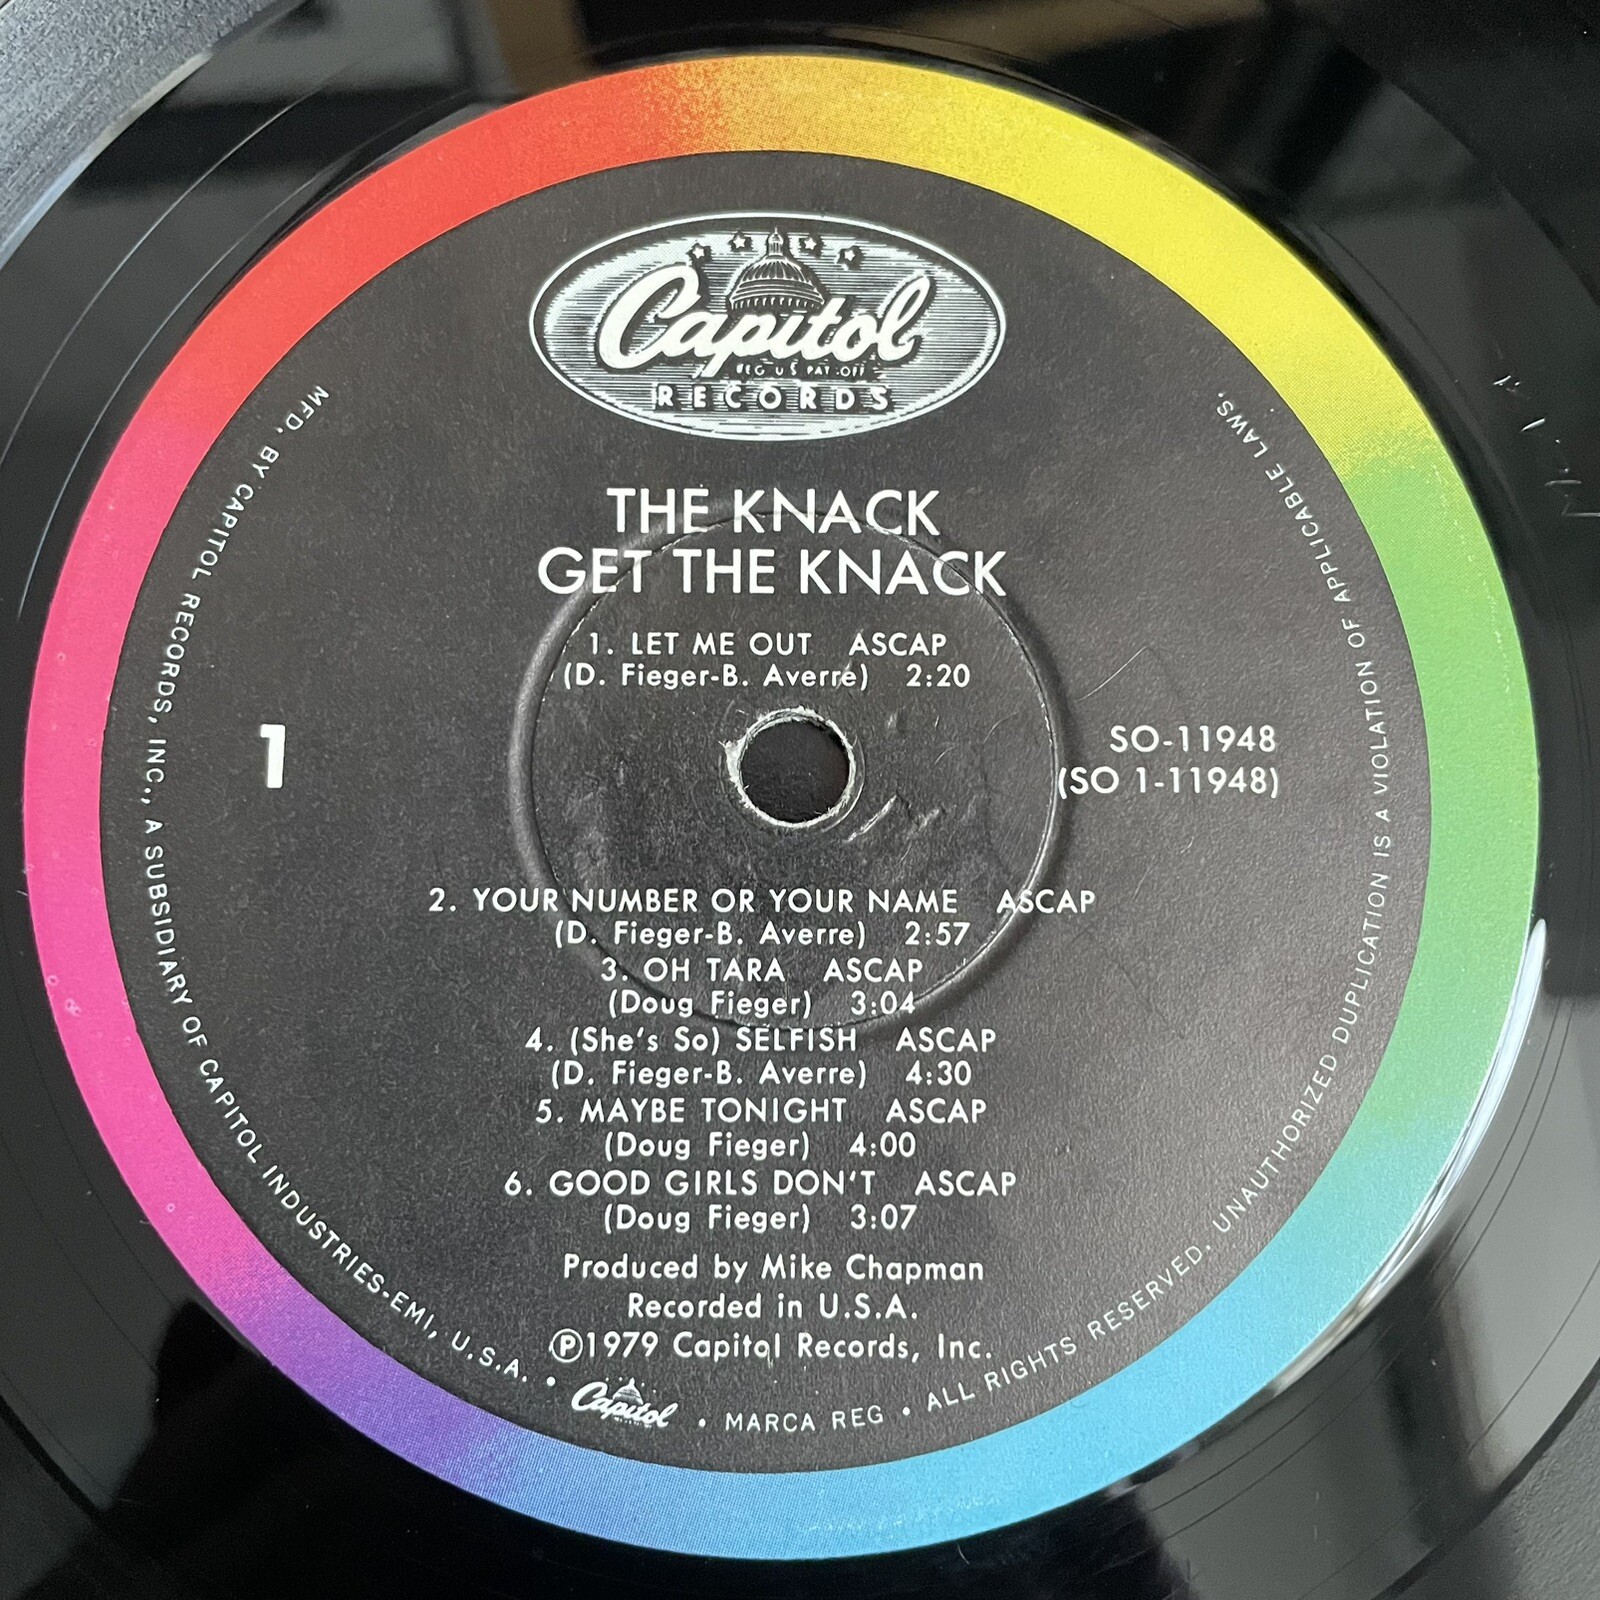 Capitol
REG U S PAT OFF
RECORDS
THE KNACK
GET THE KNACK
1. LET ME OUT ASCAP
(D. Fieger-B. Averre) 2:20
1
SO-11948
(SO 1-11948)
2. YOUR NUMBER OR YOUR NAME ASCAP
(D. Fieger-B. Averre) 2:57
3. OH TARA ASCAP
(Doug Fieger) 3:04
4. (She's So) SELFISH ASCAP
(D. Fieger-B. Averre) 4:30
5. MAYBE TONIGHT ASCAP
(Doug Fieger) 4:00
6. GOOD GIRLS DON'T ASCAP
(Doug Fieger) 3:07
Produced by Mike Chapman
Recorded in U.S.A.
Ⓟ1979 Capitol Records, Inc.
MFD. BY CAPITOL RECORDS, INC., A SUBSIDIARY OF CAPITOL INDUSTRIES-EMI, U.S.A. • Capitol • MARCA REG • ALL RIGHTS RESERVED. UNAUTHORIZED DUPLICATION IS A VIOLATION OF APPLICABLE LAWS.